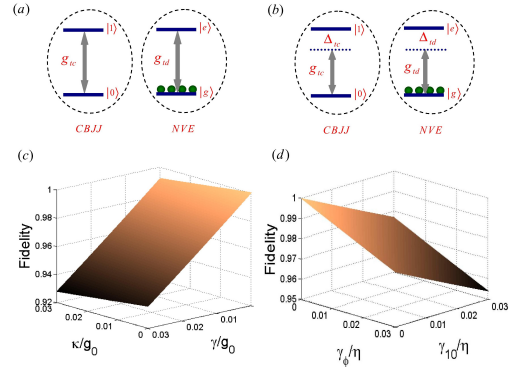 (a)
|1⟩
|e⟩
g_tc
g_td
|0⟩
|g⟩
CBJJ
NVE
(b)
|1⟩
|e⟩
Δ_tc
Δ_td
g_tc
g_td
|0⟩
|g⟩
CBJJ
NVE
(c)
Fidelity
1
0.98
0.96
0.94
0.92
0.03
0.02
0.01
0
0.03
0.02
0.01
0
κ/g₀
γ/g₀
(d)
Fidelity
1
0.99
0.98
0.97
0.96
0.95
0
0.01
0.02
0.03
0
0.01
0.02
0.03
γ_ϕ/η
γ₁₀/η